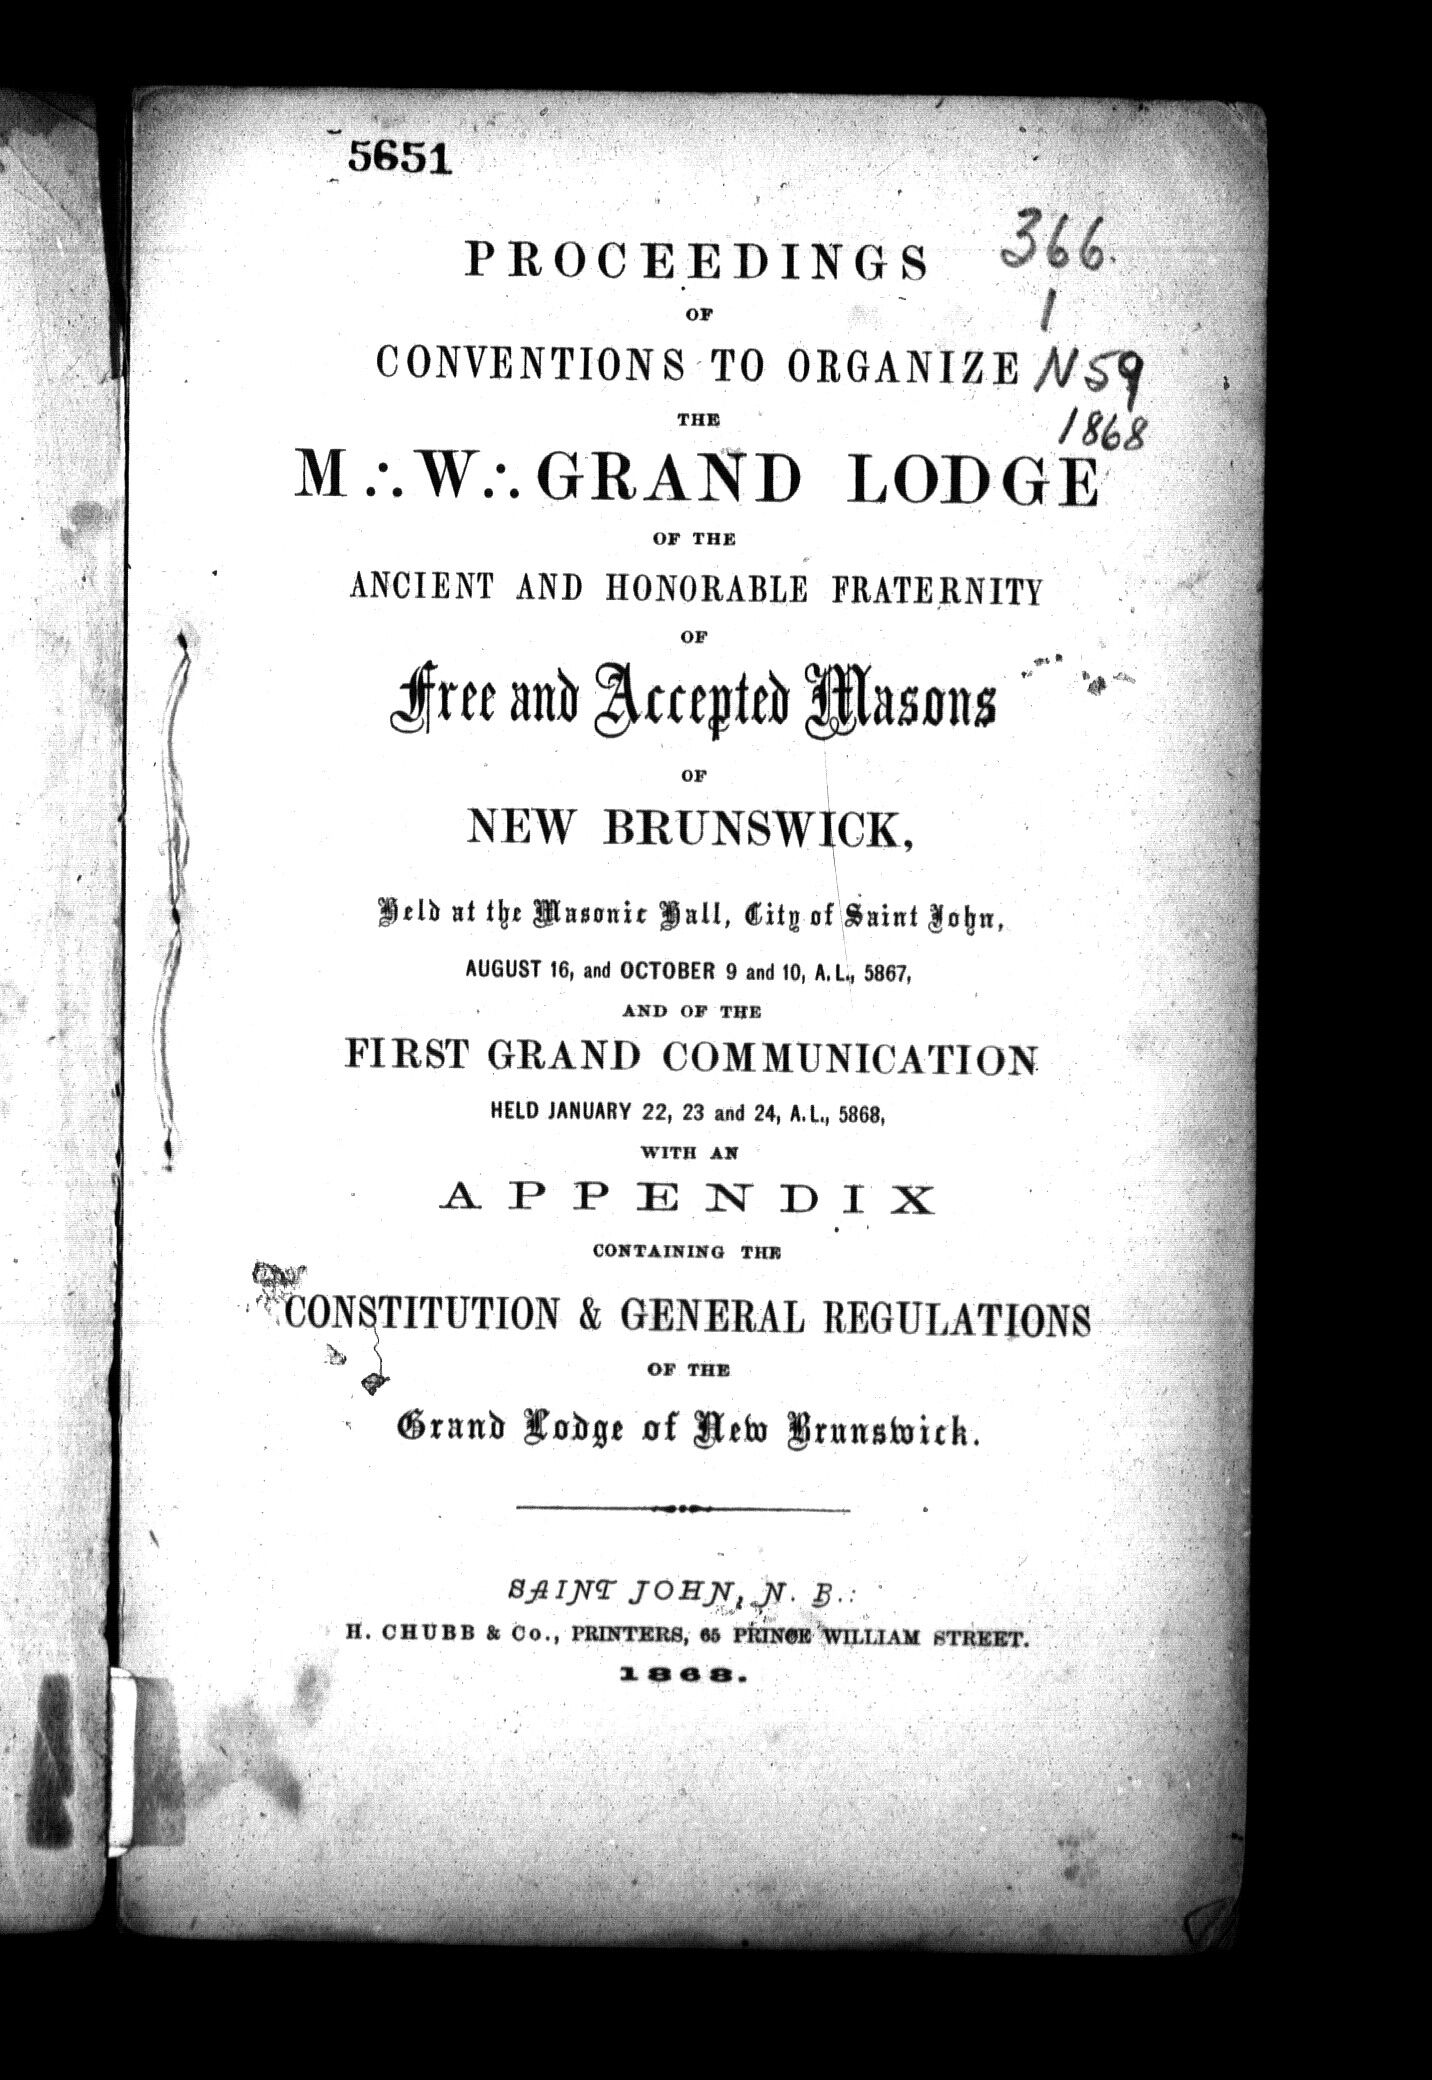 5651
366.
1
N59
1868
PROCEEDINGS
OF
CONVENTIONS TO ORGANIZE
THE
M∴W∴GRAND LODGE
OF THE
ANCIENT AND HONORABLE FRATERNITY
OF
Free and Accepted Masons
OF
NEW BRUNSWICK,
Held at the Masonic Hall, City of Saint John,
AUGUST 16, and OCTOBER 9 and 10, A. L., 5867,
AND OF THE
FIRST GRAND COMMUNICATION
HELD JANUARY 22, 23 and 24, A. L., 5868,
WITH AN
APPENDIX
CONTAINING THE
CONSTITUTION & GENERAL REGULATIONS
OF THE
Grand Lodge of New Brunswick.
SAINT JOHN, N. B.:
H. CHUBB & Co., PRINTERS, 65 PRINCE WILLIAM STREET.
1868.